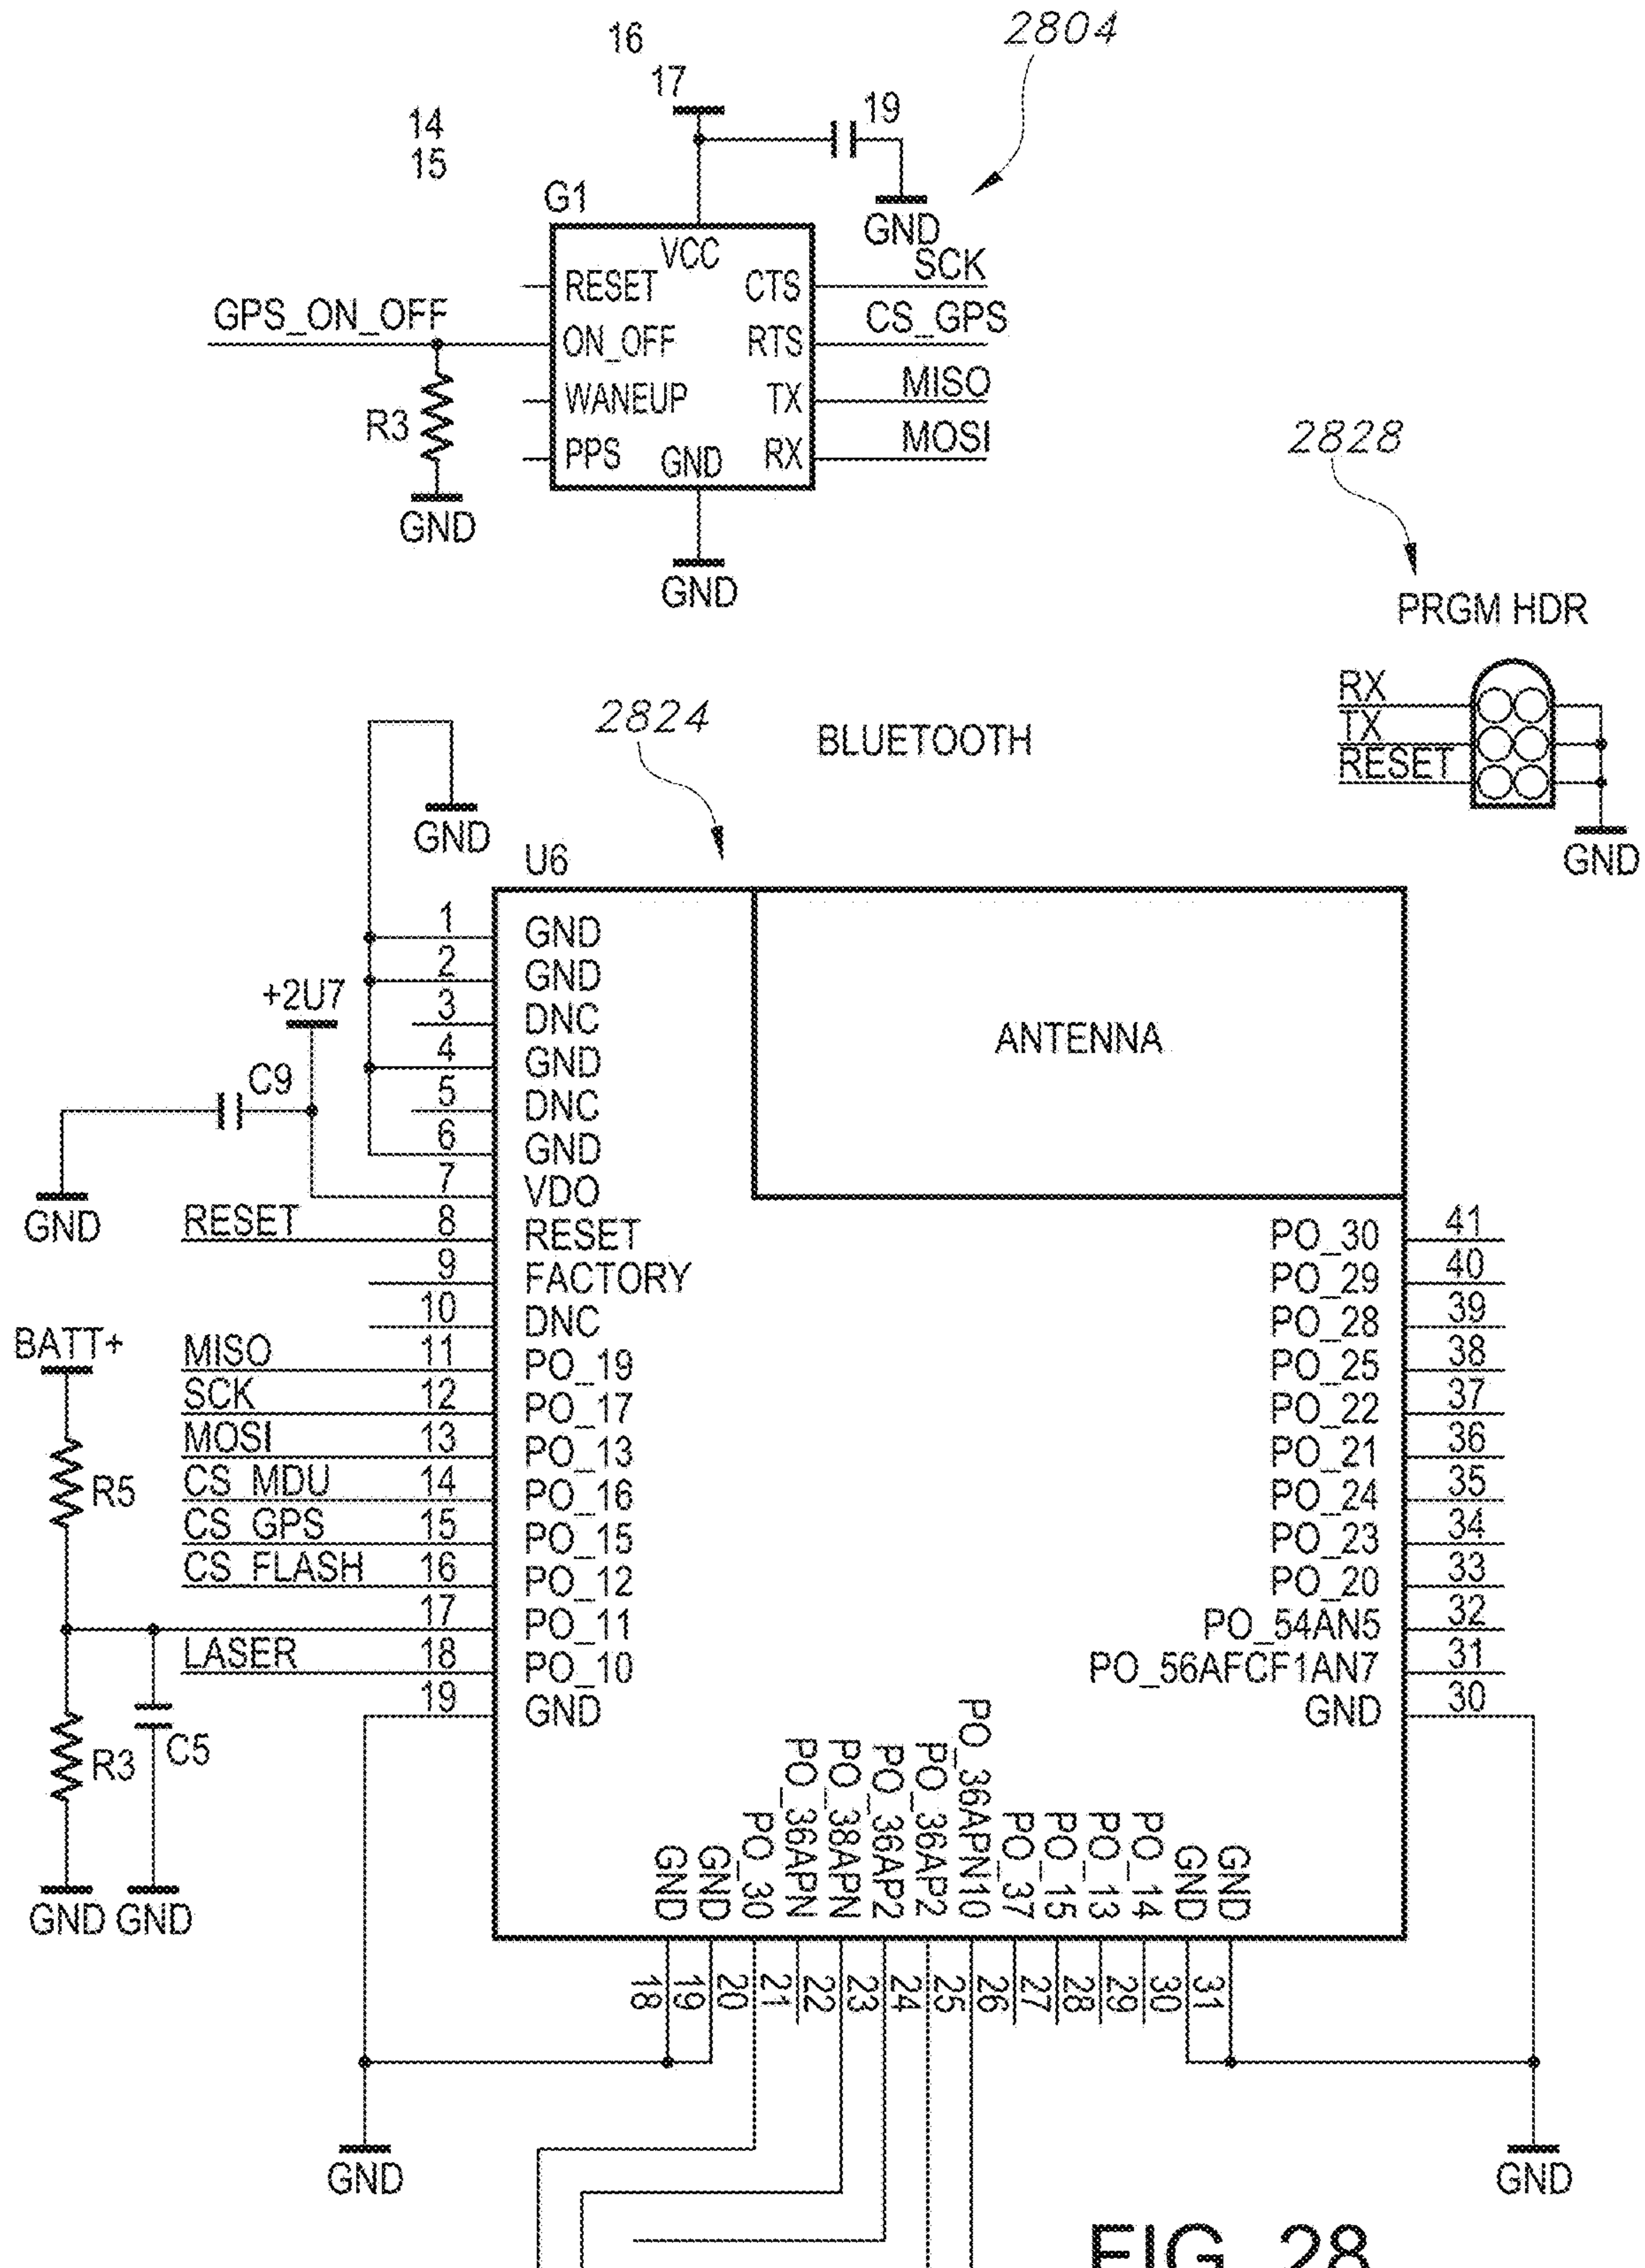 2804
16
17
19
14
15
G1
GND
VCC
SCK
RESET
CTS
GPS_ON_OFF
CS_GPS
ON_OFF
RTS
MISO
WANEUP
TX
R3
MOSI
PPS
GND
RX
GND
GND
2828
PRGM HDR
RX
TX
RESET
GND
2824
BLUETOOTH
GND
U6
ANTENNA
1 GND
2 GND
+2U7
3 DNC
4 GND
C9
5 DNC
6 GND
7 VDO
GND
RESET 8 RESET
9 FACTORY
10 DNC
BATT+
MISO 11 PO_19
SCK 12 PO_17
MOSI 13 PO_13
CS_MDU 14 PO_16
R5
CS_GPS 15 PO_15
CS_FLASH 16 PO_12
17 PO_11
LASER 18 PO_10
19 GND
R3
C5
GND GND
PO_30 41
PO_29 40
PO_28 39
PO_25 38
PO_22 37
PO_21 36
PO_24 35
PO_23 34
PO_20 33
PO_54AN5 32
PO_56AFCF1AN7 31
GND 30
GND 18
GND 19
PO_30 20
PO_36APN 21
PO_38APN 22
PO_36AP2 23
PO_36AP2 24
PO_36APN10 25
PO_37 26
PO_15 27
PO_13 28
PO_14 29
GND 30
GND 31
GND
GND
FIG. 28